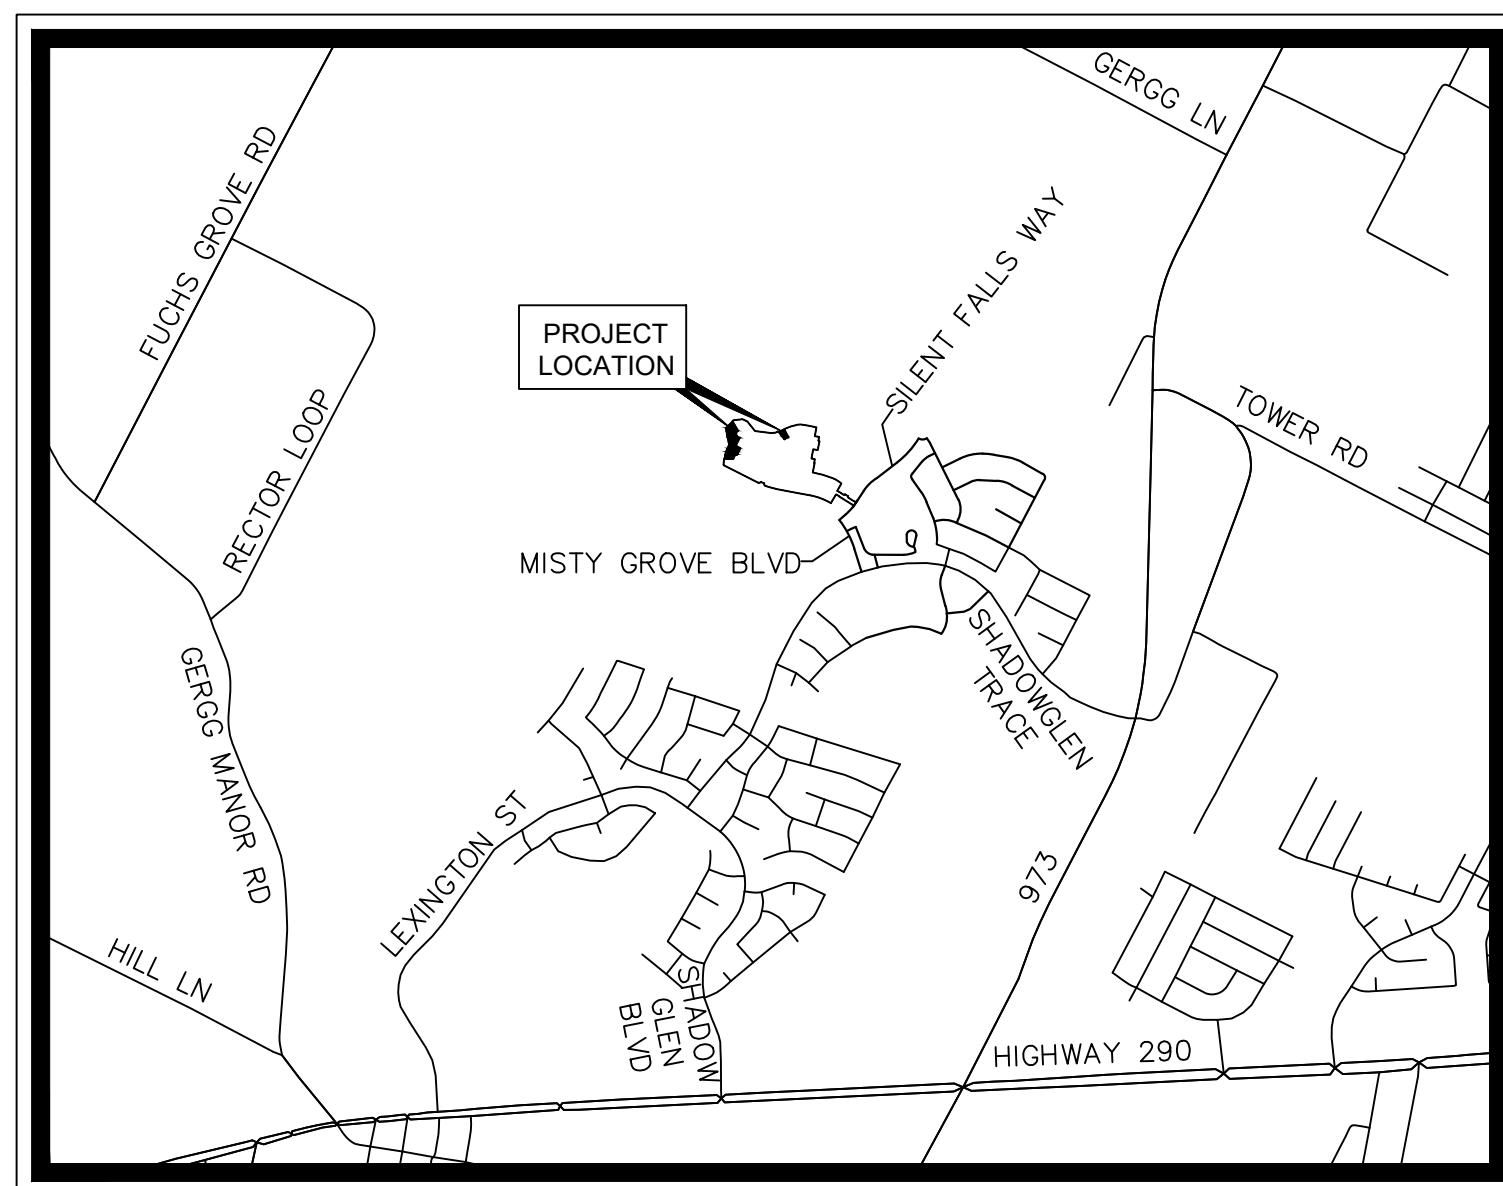 GERGG LN
FUCHS GROVE RD
SILENT FALLS WAY
PROJECT
LOCATION
TOWER RD
RECTOR LOOP
MISTY GROVE BLVD
SHADOWGLEN
TRACE
GERGG MANOR RD
LEXINGTON ST
973
HILL LN
SHADOW
GLEN
BLVD
HIGHWAY 290